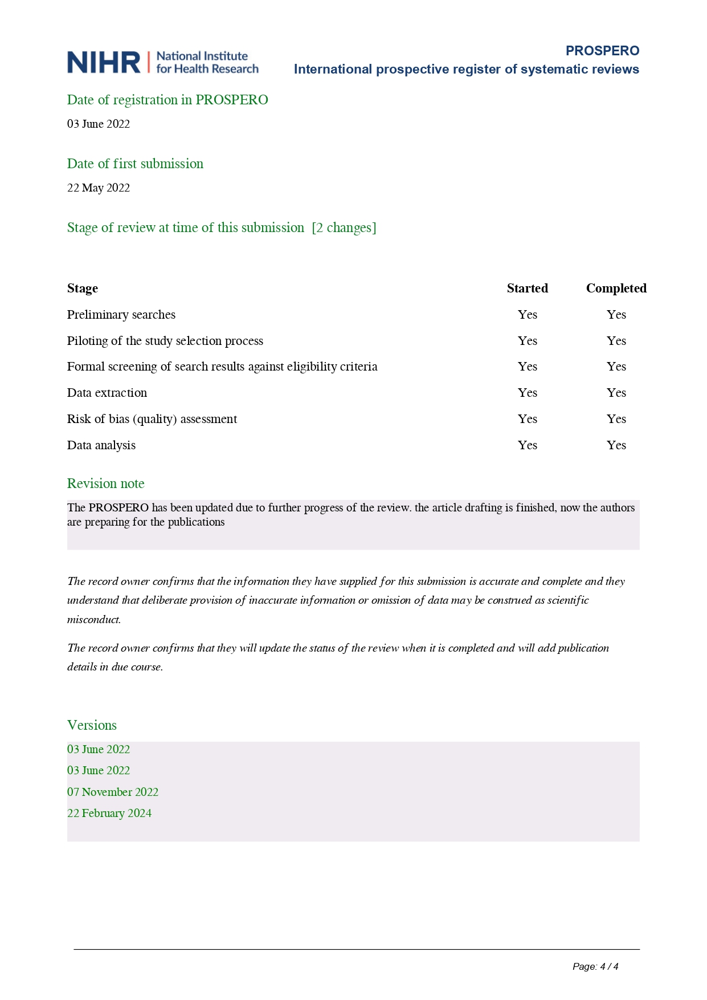 NIHR | National Institute
for Health Research
PROSPERO
International prospective register of systematic reviews
Date of registration in PROSPERO
03 June 2022
Date of first submission
22 May 2022
Stage of review at time of this submission [2 changes]
Stage Started Completed
Preliminary searches Yes Yes
Piloting of the study selection process Yes Yes
Formal screening of search results against eligibility criteria Yes Yes
Data extraction Yes Yes
Risk of bias (quality) assessment Yes Yes
Data analysis Yes Yes
Revision note
The PROSPERO has been updated due to further progress of the review. the article drafting is finished, now the authors
are preparing for the publications
The record owner confirms that the information they have supplied for this submission is accurate and complete and they
understand that deliberate provision of inaccurate information or omission of data may be construed as scientific
misconduct.
The record owner confirms that they will update the status of the review when it is completed and will add publication
details in due course.
Versions
03 June 2022
03 June 2022
07 November 2022
22 February 2024
Page: 4 / 4